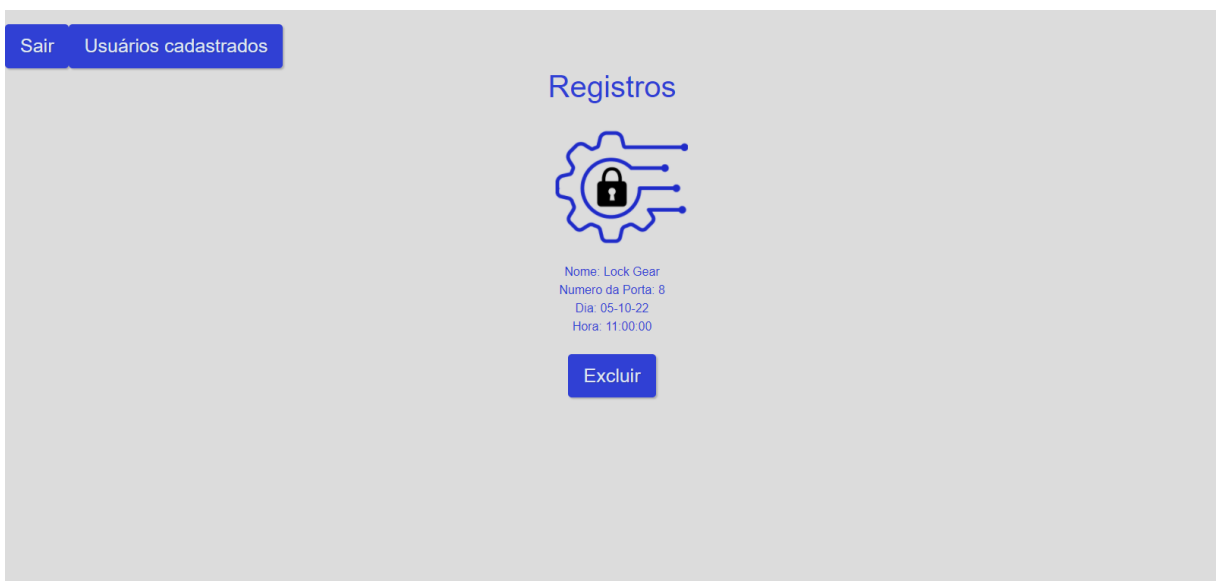 Sair
Usuários cadastrados
Registros
Nome: Lock Gear
Numero da Porta: 8
Dia: 05-10-22
Hora: 11:00:00
Excluir